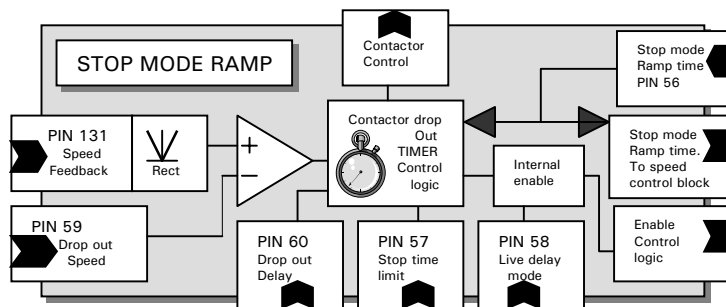 STOP MODE RAMP
Contactor
Control
Stop mode
Ramp time
PIN 56
PIN 131
Speed
Feedback
Rect
+
−
Contactor drop
Out
TIMER
Control
logic
Internal
enable
Stop mode
Ramp time.
To speed
control block
PIN 59
Drop out
Speed
PIN 60
Drop out
Delay
PIN 57
Stop time
limit
PIN 58
Live delay
mode
Enable
Control
logic